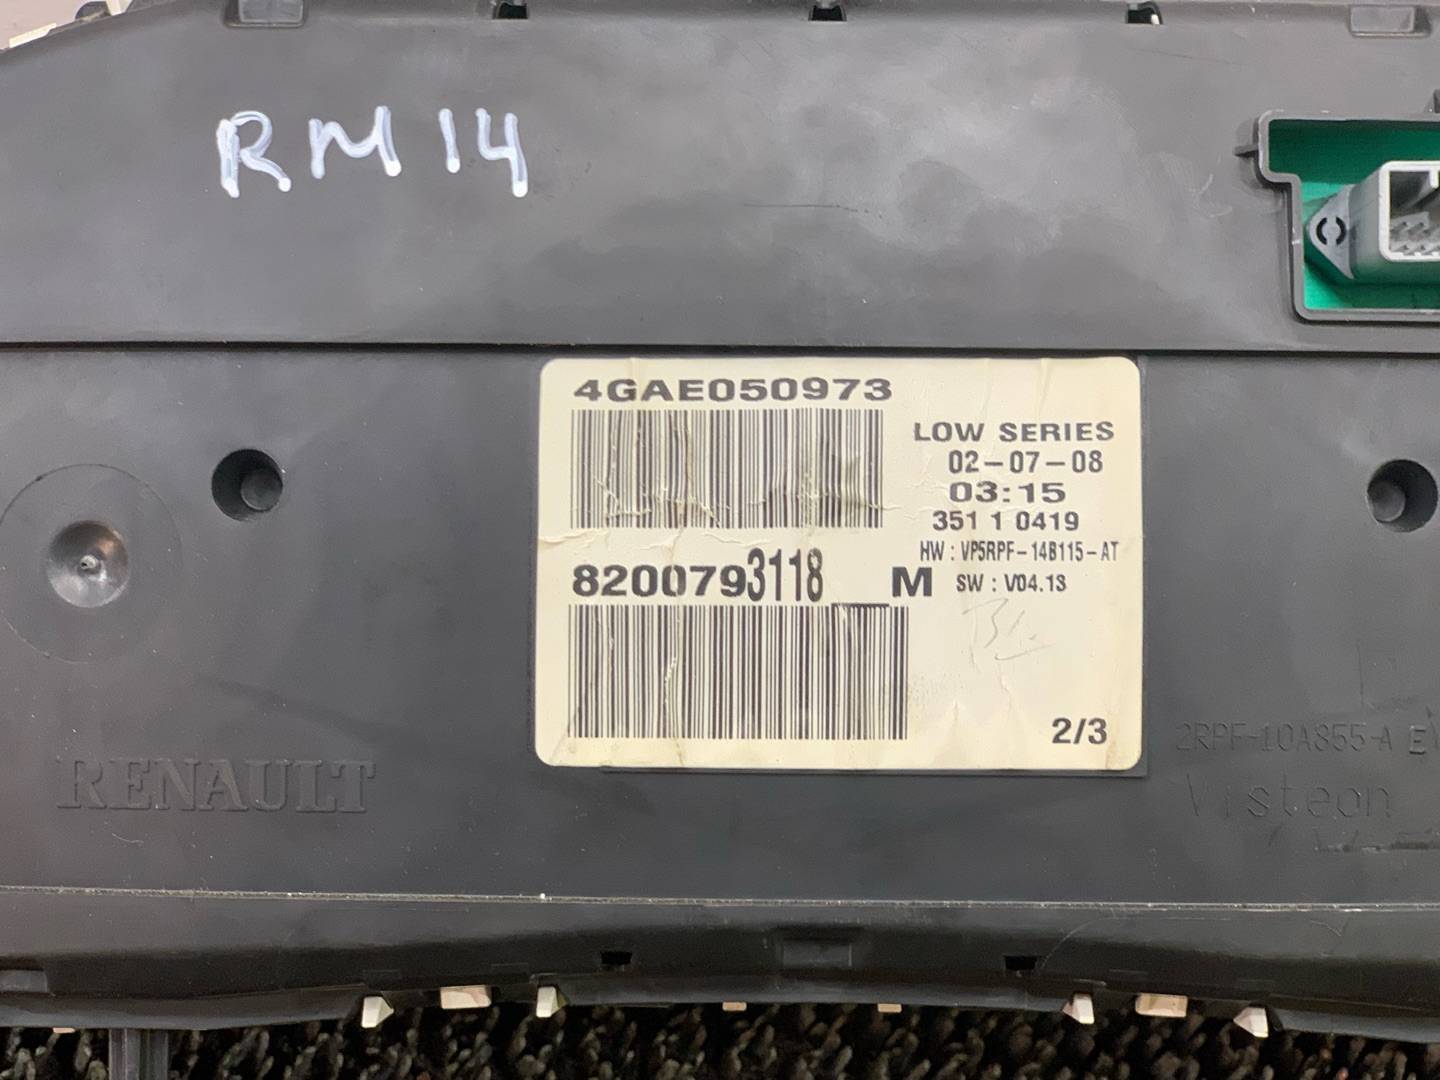 RM14
4GAE050973
LOW SERIES
02-07-08
03:15
351 1 0419
HW : VP5RPF-14B115-AT
8200793118__M
SW : V04.13
2/3
RENAULT
2RPF-10A855-A E
Visteon